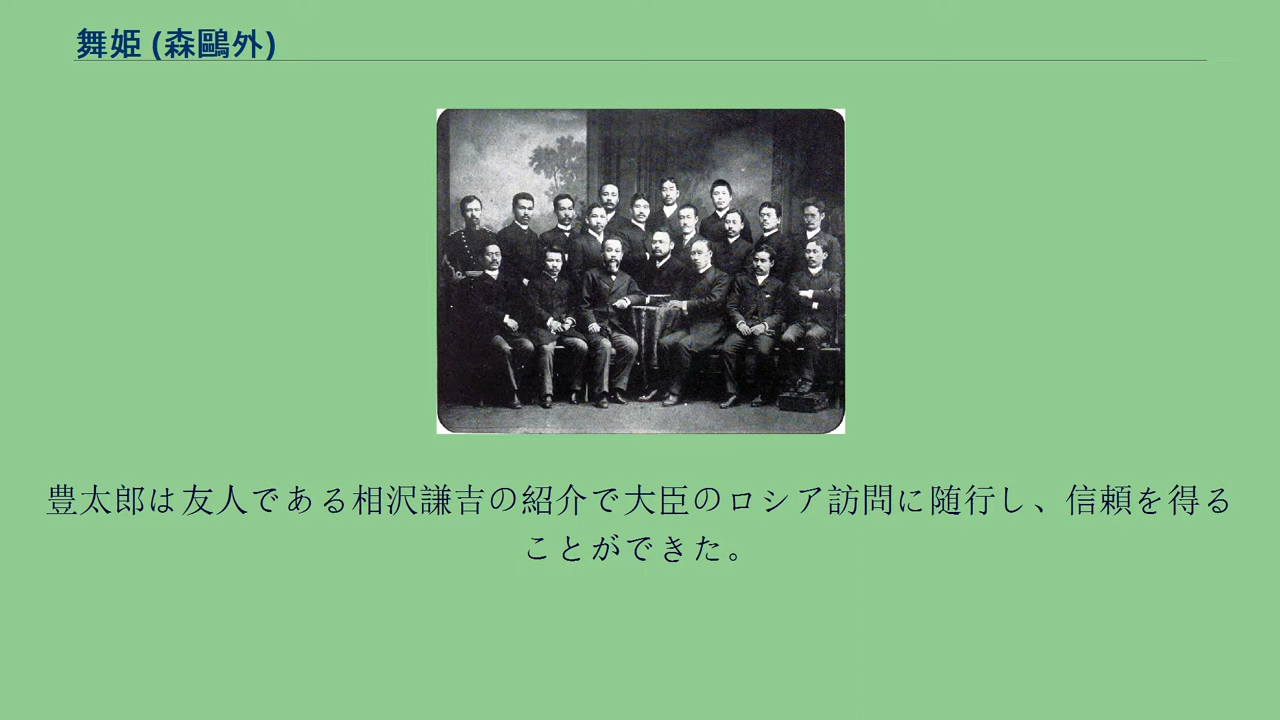 舞姫 (森鷗外)
豊太郎は友人である相沢謙吉の紹介で大臣のロシア訪問に随行し、信頼を得る
ことができた。